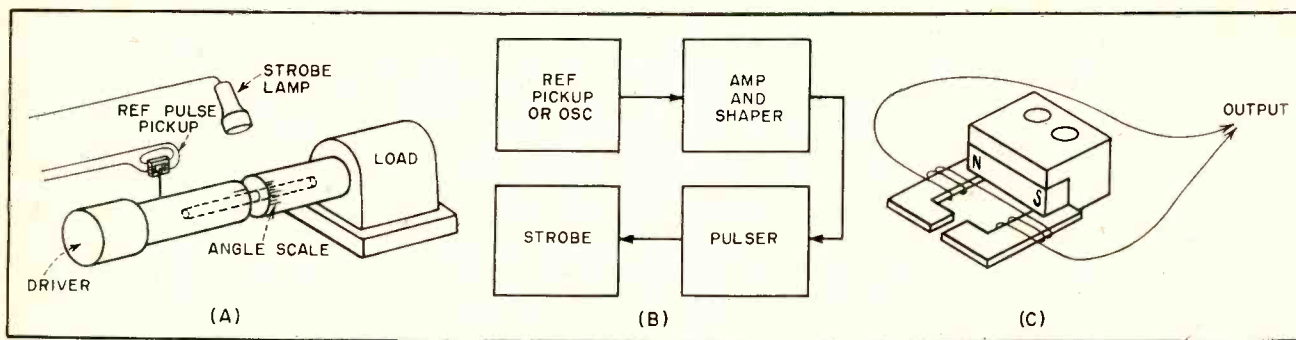 STROBE
LAMP
REF PULSE
PICKUP
LOAD
ANGLE SCALE
DRIVER
(A)
REF
PICKUP
OR OSC
AMP
AND
SHAPER
STROBE
PULSER
(B)
N
S
OUTPUT
(C)